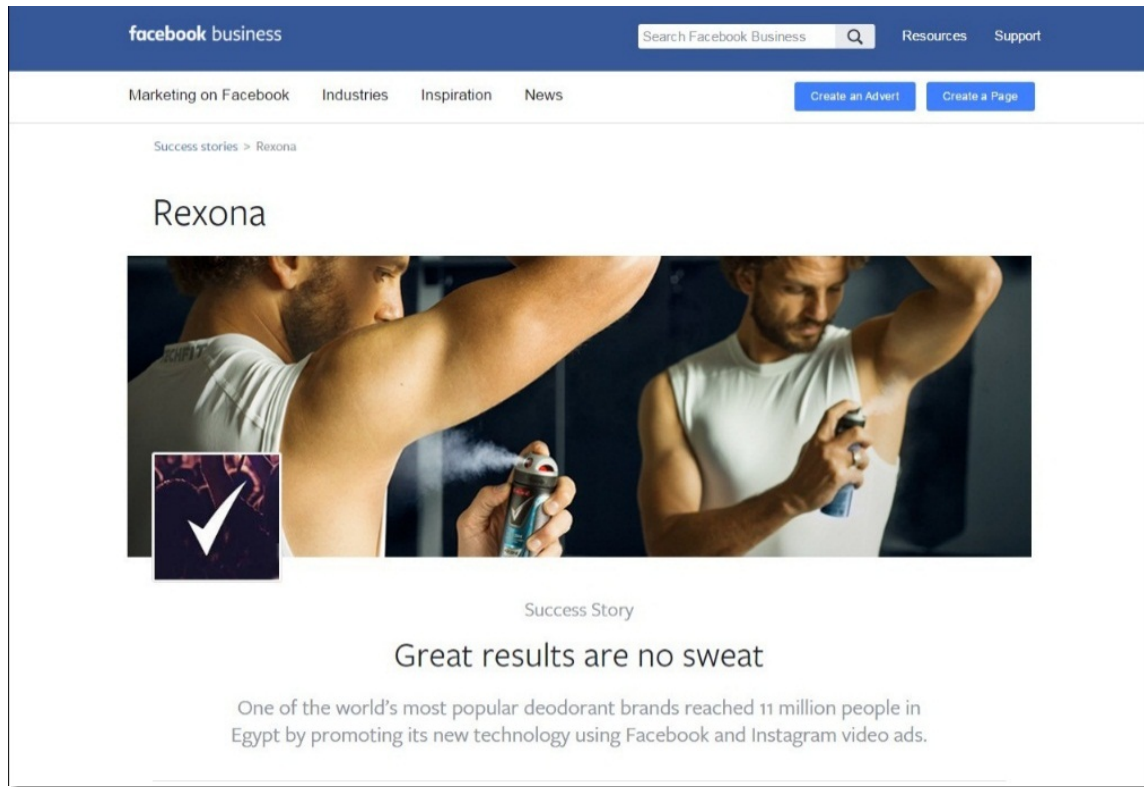 facebook business
Search Facebook Business
Resources
Support
Marketing on Facebook
Industries
Inspiration
News
Create an Advert
Create a Page
Success stories > Rexona
Rexona
Success Story
Great results are no sweat
One of the world's most popular deodorant brands reached 11 million people in
Egypt by promoting its new technology using Facebook and Instagram video ads.